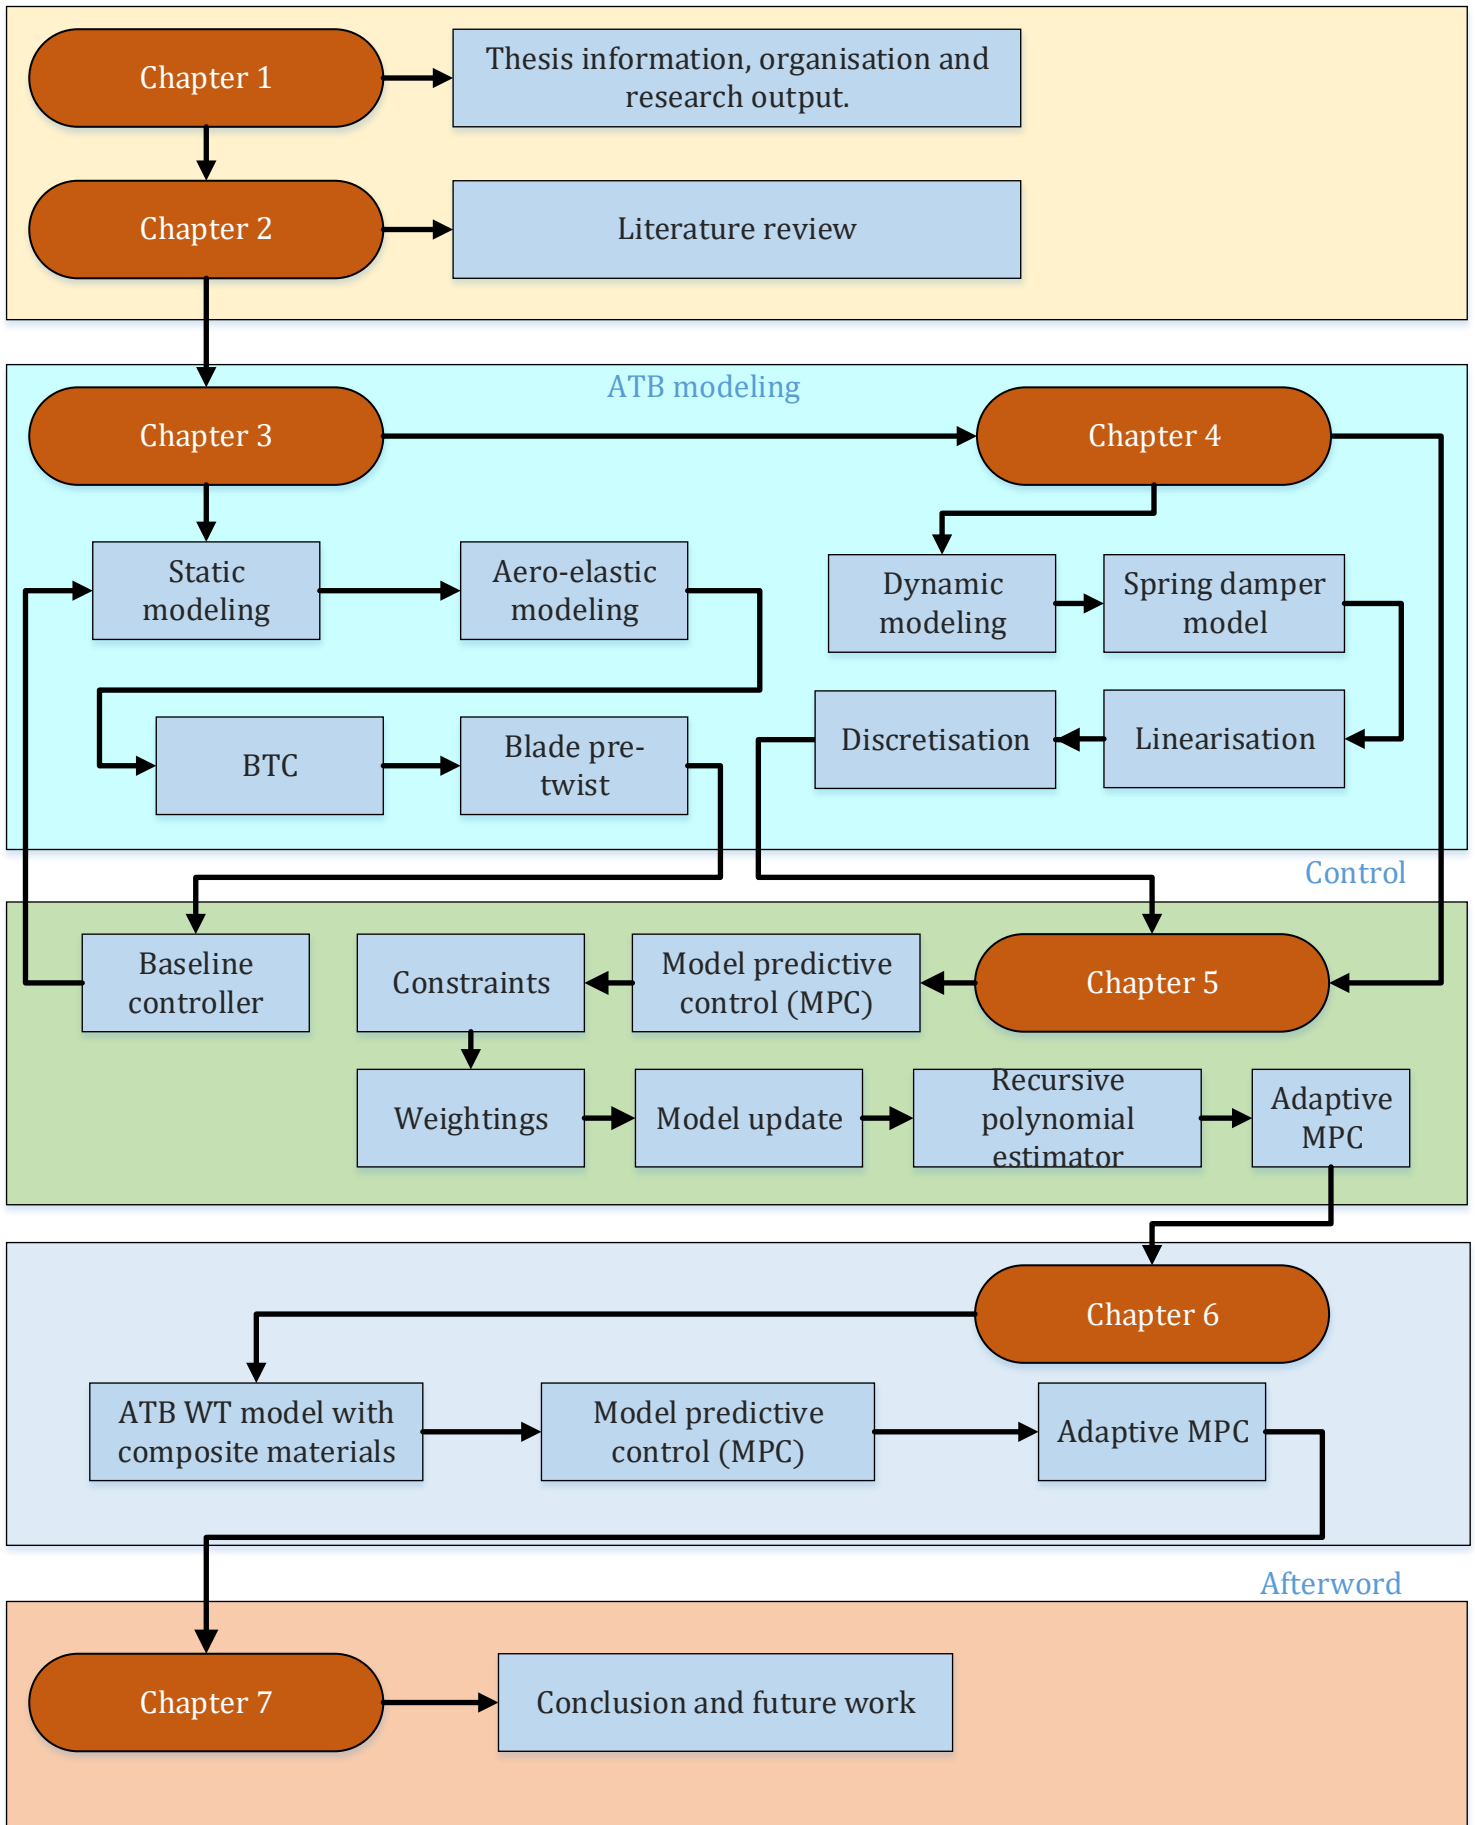 Chapter 1
Thesis information, organisation and
research output.
Chapter 2
Literature review
ATB modeling
Chapter 3
Chapter 4
Static
modeling
Aero-elastic
modeling
Dynamic
modeling
Spring damper
model
BTC
Blade pre-
twist
Discretisation
Linearisation
Control
Baseline
controller
Constraints
Model predictive
control (MPC)
Chapter 5
Weightings
Model update
Recursive
polynomial
estimator
Adaptive
MPC
Chapter 6
ATB WT model with
composite materials
Model predictive
control (MPC)
Adaptive MPC
Afterword
Chapter 7
Conclusion and future work